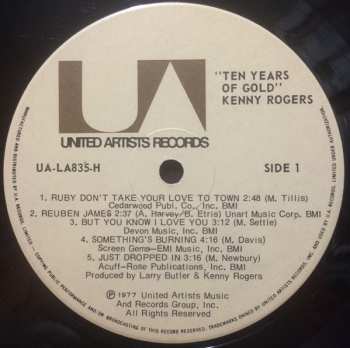 UA
"TEN YEARS
OF GOLD"
KENNY ROGERS
UNITED ARTISTS RECORDS
UA-LA835-H
SIDE 1
1. RUBY DON'T TAKE YOUR LOVE TO TOWN 2:48 (M. Tillis)
Cedarwood Publ. Co., Inc. BMI
2. REUBEN JAMES 2:37 (A. Harvey/B. Etris) Unart Music Corp. BMI
3. BUT YOU KNOW I LOVE YOU 3:12 (M. Settle)
Devon Music, Inc. BMI
4. SOMETHING'S BURNING 4:16 (M. Davis)
Screen Gems-EMI Music, Inc. BMI
5. JUST DROPPED IN 3:31 (M. Newbury)
Acuff-Rose Publications, Inc. BMI
Produced by Larry Butler & Kenny Rogers
℗1977 United Artists Music
And Records Group, Inc.
All Rights Reserved